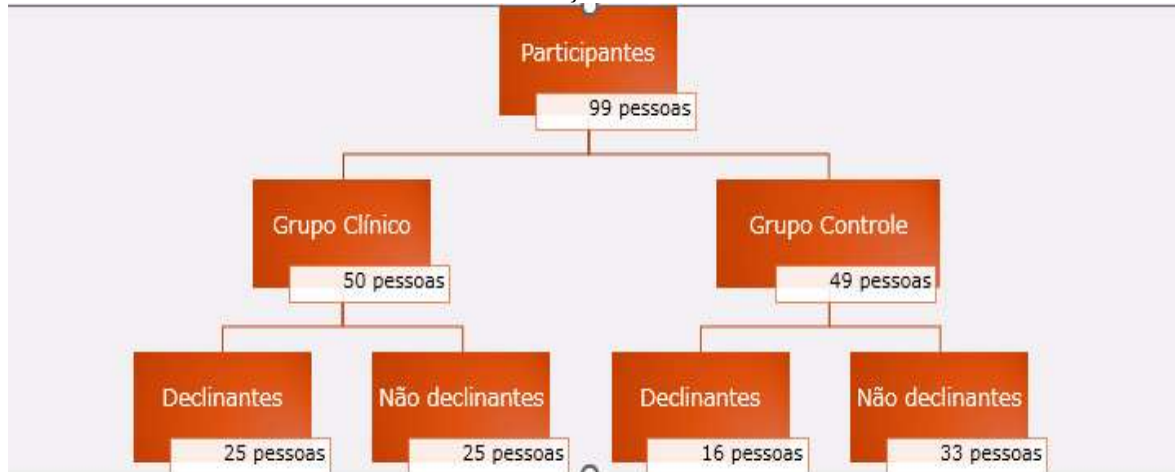 Participantes
99 pessoas
Grupo Clínico
50 pessoas
Grupo Controle
49 pessoas
Declinantes
25 pessoas
Não declinantes
25 pessoas
Declinantes
16 pessoas
Não declinantes
33 pessoas